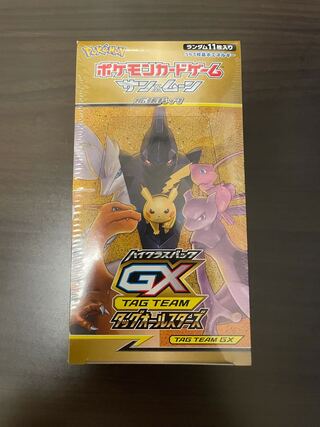 Pokémon
ランダム11枚入り
ポケモンカードゲーム
サン&ムーン
ハイクラスパック
GX
TAG TEAM
タッグオールスターズ
TAG TEAM GX